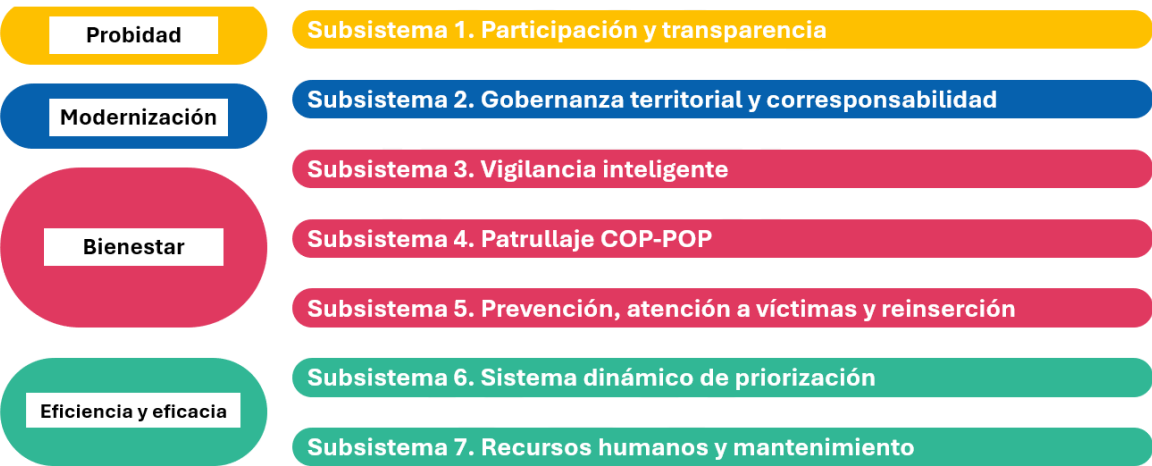 Probidad
Subsistema 1. Participación y transparencia
Modernización
Subsistema 2. Gobernanza territorial y corresponsabilidad
Bienestar
Subsistema 3. Vigilancia inteligente
Subsistema 4. Patrullaje COP-POP
Subsistema 5. Prevención, atención a víctimas y reinserción
Eficiencia y eficacia
Subsistema 6. Sistema dinámico de priorización
Subsistema 7. Recursos humanos y mantenimiento